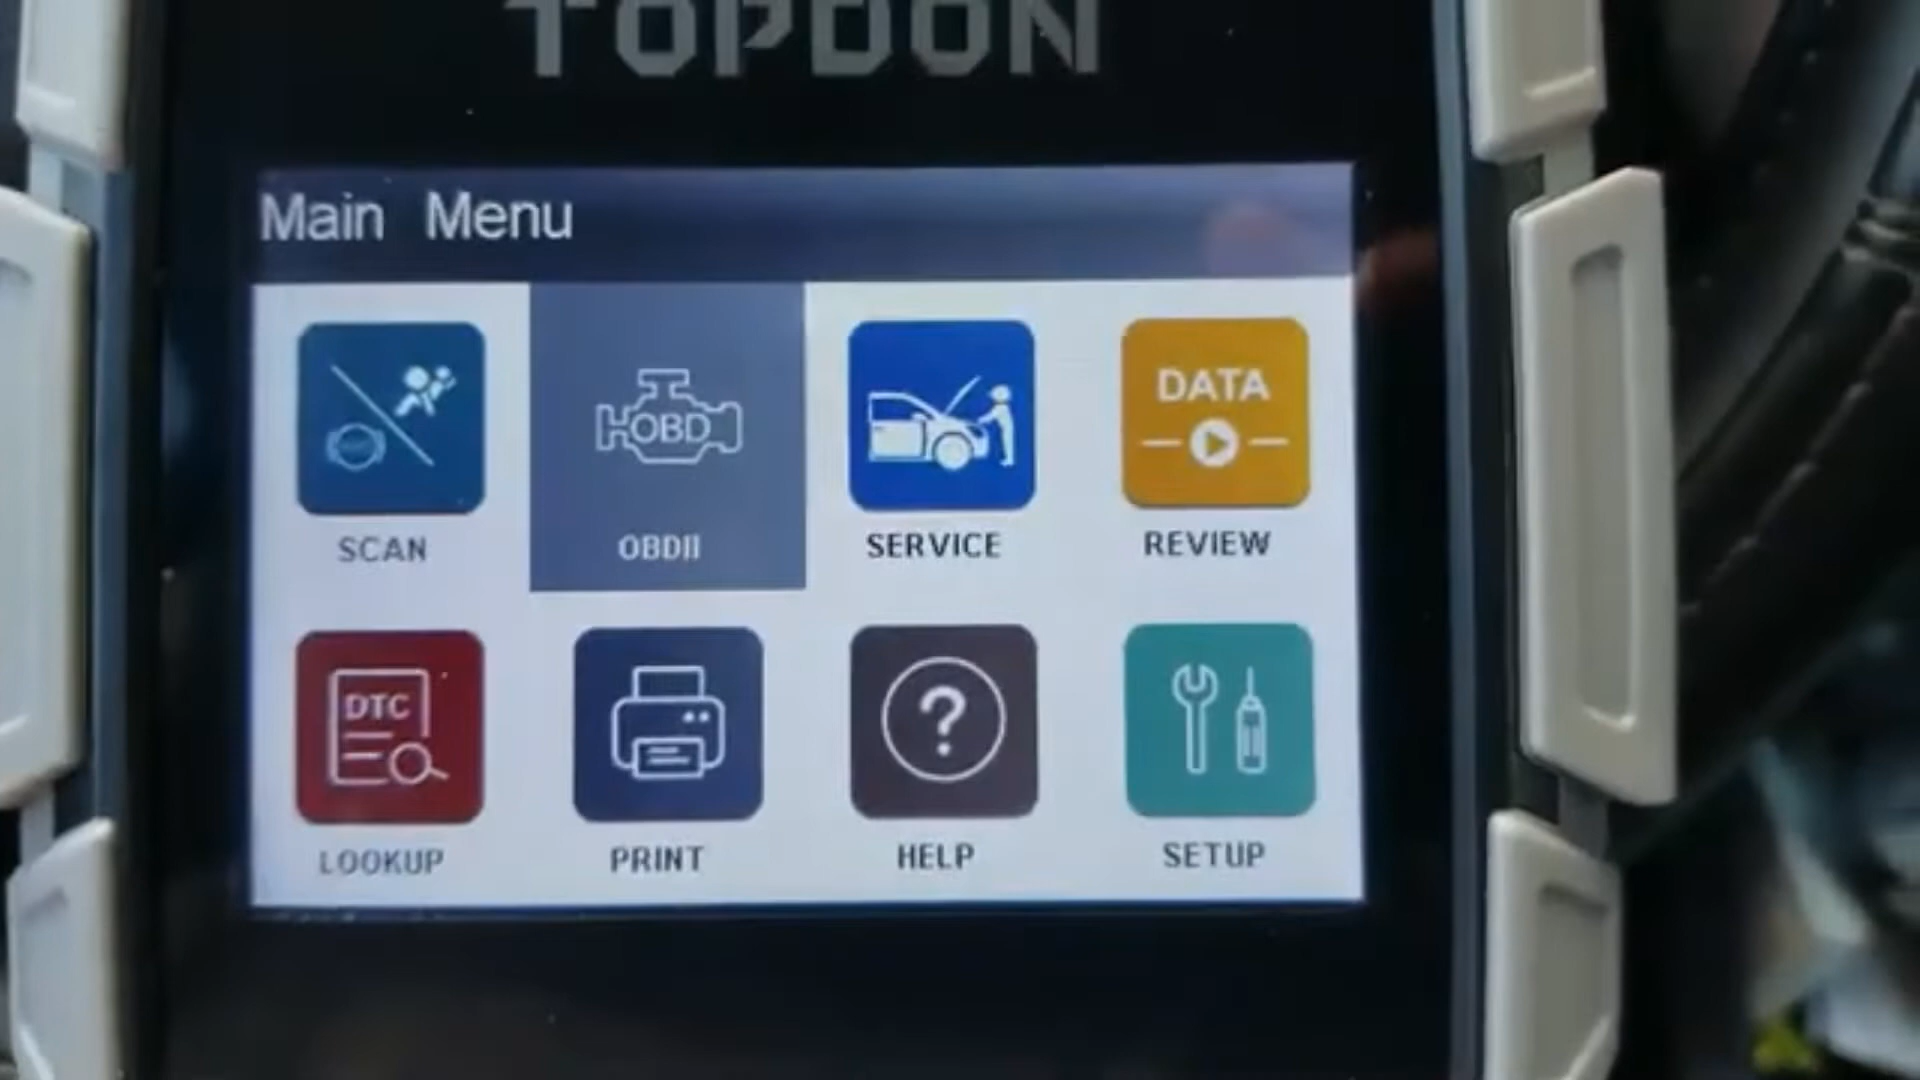 TOPDON
Main Menu
OBD
DATA
SCAN
OBDII
SERVICE
REVIEW
DTC
LOOKUP
PRINT
?
HELP
SETUP